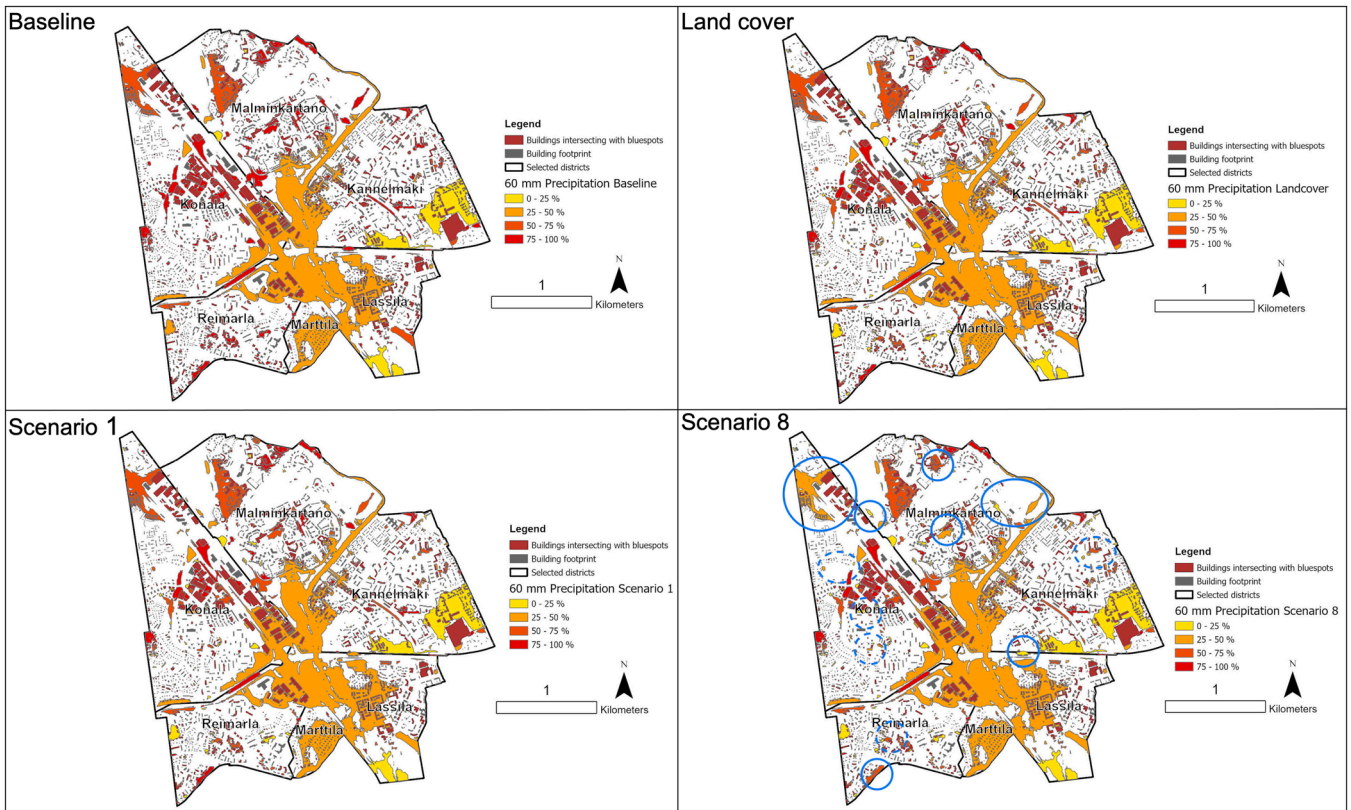 Baseline
Malminkartano
Konala
Kannelmäki
Lassila
Reimarla
Marttila
Legend
Buildings intersecting with bluespots
Building footprint
Selected districts
60 mm Precipitation Baseline
0 - 25 %
25 - 50 %
50 - 75 %
75 - 100 %
N
1
Kilometers
Land cover
Malminkartano
Konala
Kannelmäki
Lassila
Reimarla
Marttila
Legend
Buildings intersecting with bluespots
Building footprint
Selected districts
60 mm Precipitation Landcover
0 - 25 %
25 - 50 %
50 - 75 %
75 - 100 %
N
1
Kilometers
Scenario 1
Malminkartano
Konala
Kannelmäki
Lassila
Reimarla
Marttila
Legend
Buildings intersecting with bluespots
Building footprint
Selected districts
60 mm Precipitation Scenario 1
0 - 25 %
25 - 50 %
50 - 75 %
75 - 100 %
N
1
Kilometers
Scenario 8
Malminkartano
Konala
Kannelmäki
Lassila
Reimarla
Marttila
Legend
Buildings intersecting with bluespots
Building footprint
Selected districts
60 mm Precipitation Scenario 8
0 - 25 %
25 - 50 %
50 - 75 %
75 - 100 %
N
1
Kilometers